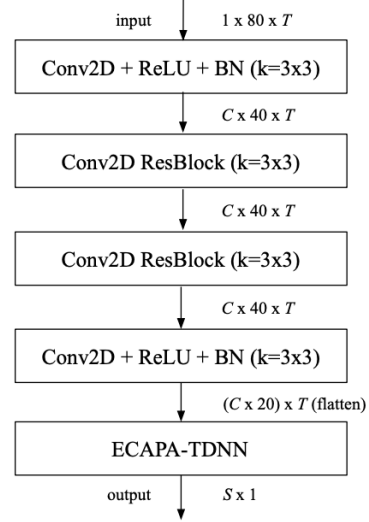 input 1 x 80 x T
Conv2D + ReLU + BN (k=3x3)
C x 40 x T
Conv2D ResBlock (k=3x3)
C x 40 x T
Conv2D ResBlock (k=3x3)
C x 40 x T
Conv2D + ReLU + BN (k=3x3)
(C x 20) x T (flatten)
ECAPA-TDNN
output S x 1